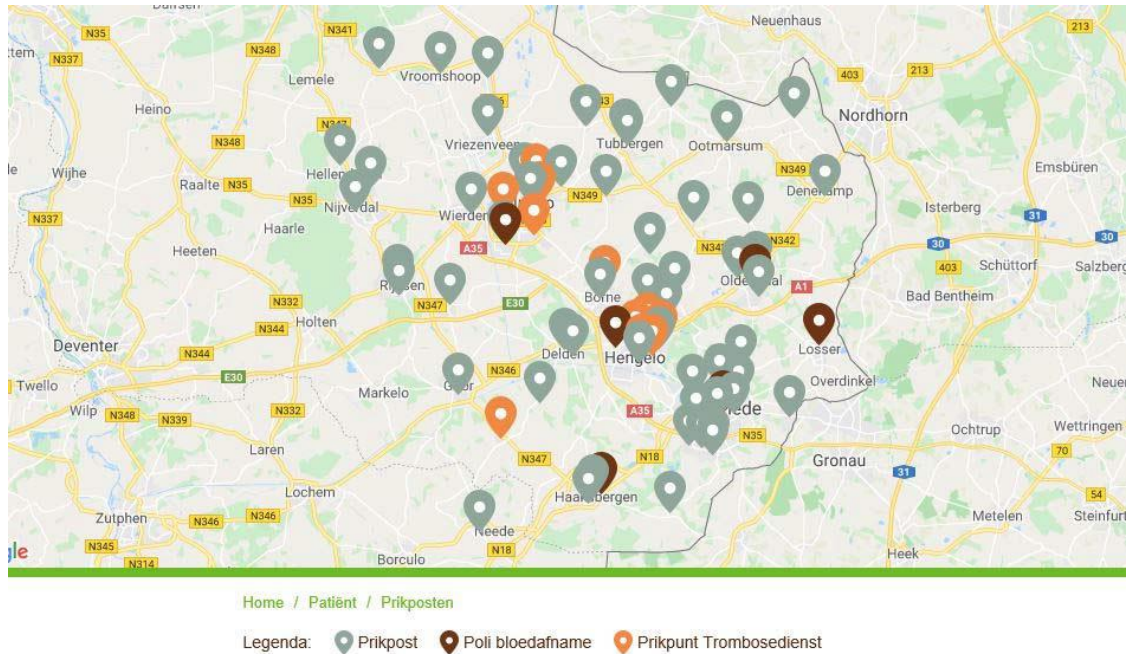 Dalfsen
Neuenhaus
213
N35
N341
N348
N337
Lemele
Vroomshoop
403
213
Heino
Nordhorn
N347
N348
Vriezenveen
Tubbergen
Ootmarsum
Wijhe
Raalte
N35
Nijverdal
N349
N349
Denekamp
Emsbüren
N35
N337
Haarle
Wierden
Isterberg
31
30
30
Heeten
A35
N342
Schüttorf
403
Salzberg
Borne
A1
N332
N347
E30
Bad Bentheim
Holten
N344
Deventer
N344
Delden
Hengelo
Losser
E30
N346
Twello
Markelo
Overdinkel
Wilp
N348
N339
N332
A35
N35
Ochtrup
Wettringen
Laren
N347
N18
Gronau
70
31
Lochem
Haaksbergen
54
Zutphen
N346
N346
Neede
Metelen
Steinfurt
N345
N314
Borculo
N18
Heek
Home / Patiënt / Prikposten
Legenda: Prikpost Poli bloedafname Prikpunt Trombosedienst